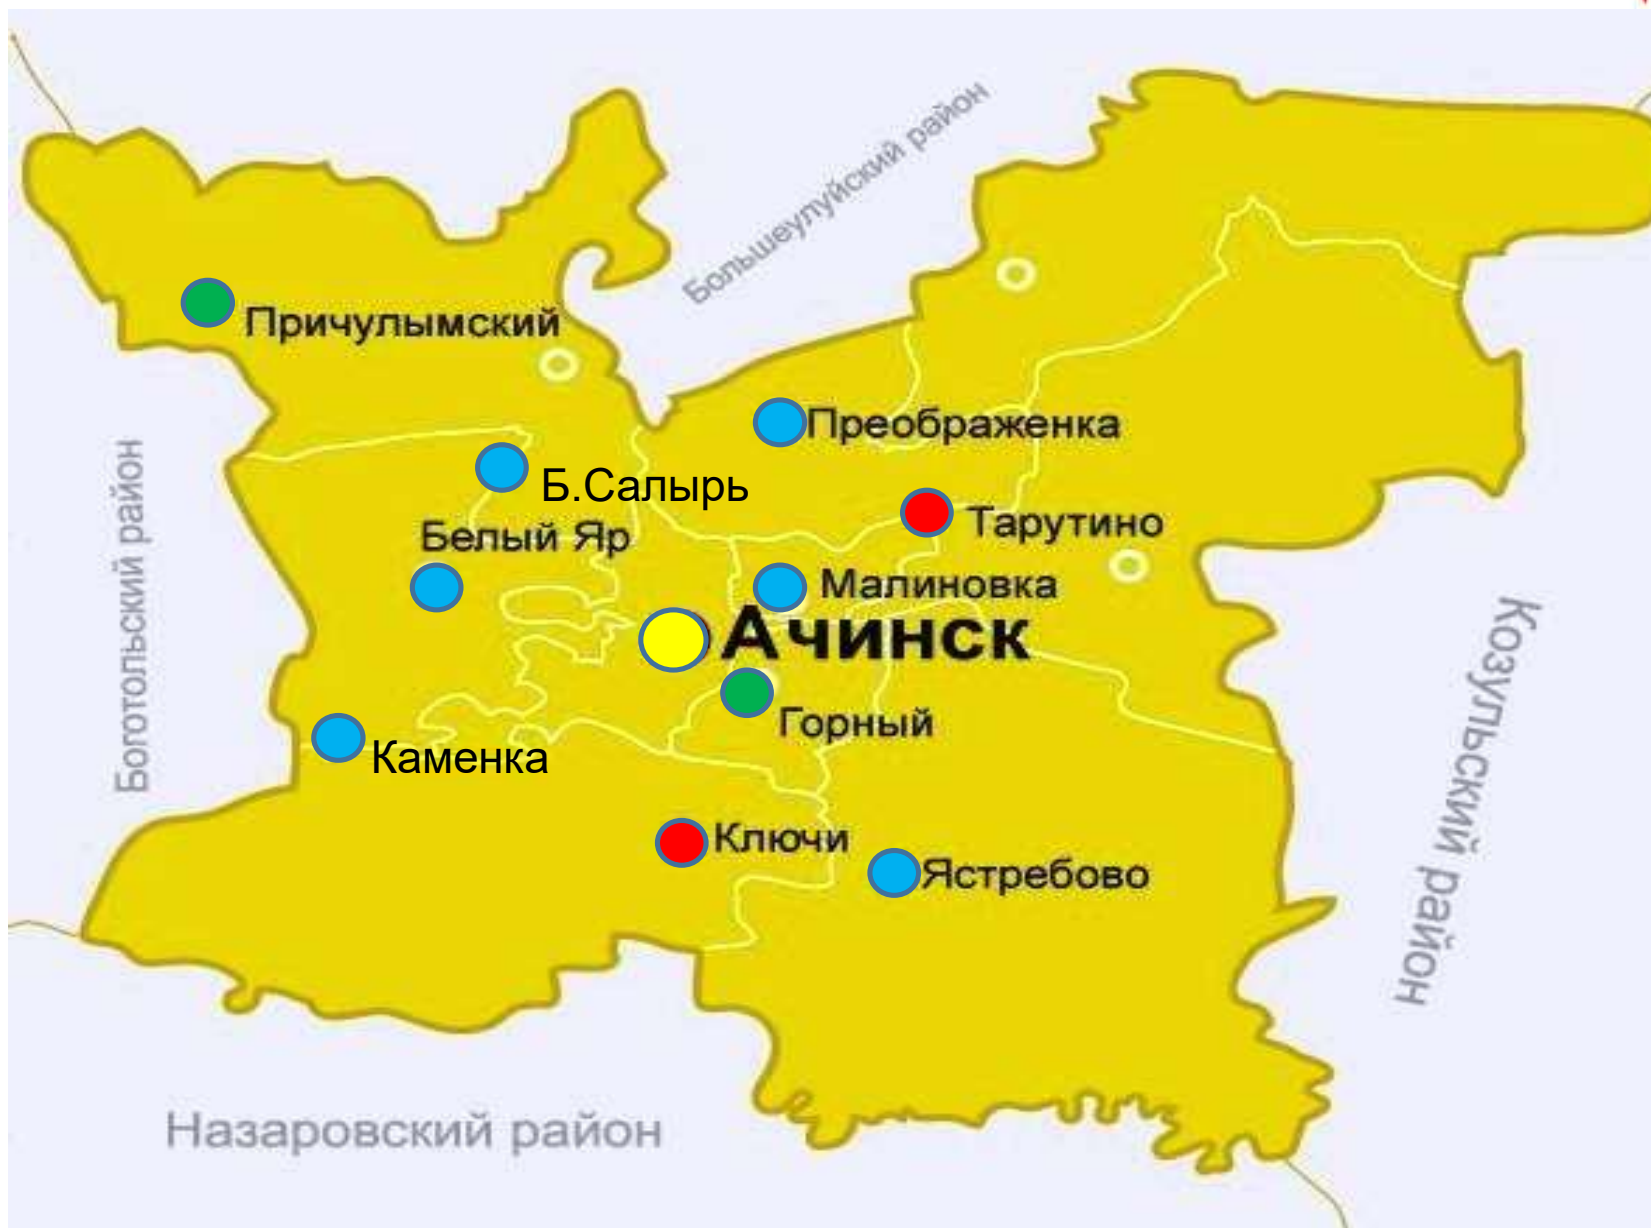 Большеулуйский район
Причулымский
Преображенка
Б.Салырь
Тарутино
Белый Яр
Малиновка
Ачинск
Боготольский район
Козульский район
Горный
Каменка
Ключи
Ястребово
Назаровский район